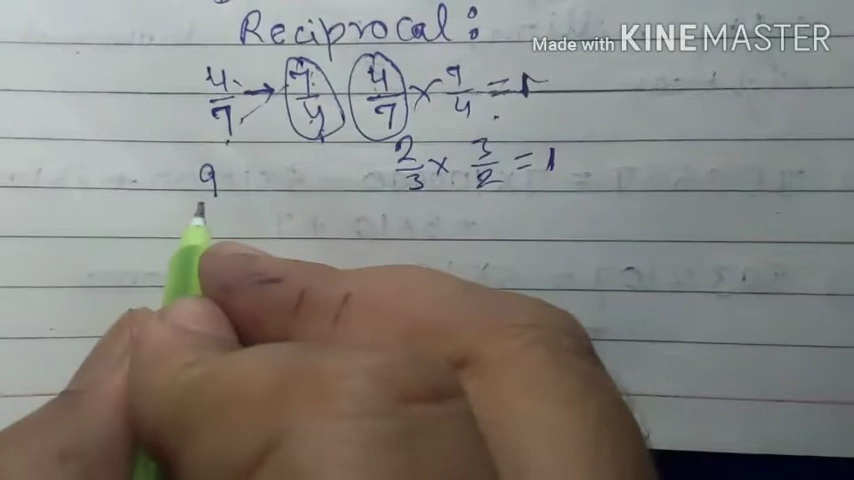 Reciprocal:
Made with KINEMASTER
4/7 → 7/4 4/7 × 7/4 = 1
2/3 × 3/2 = 1
9